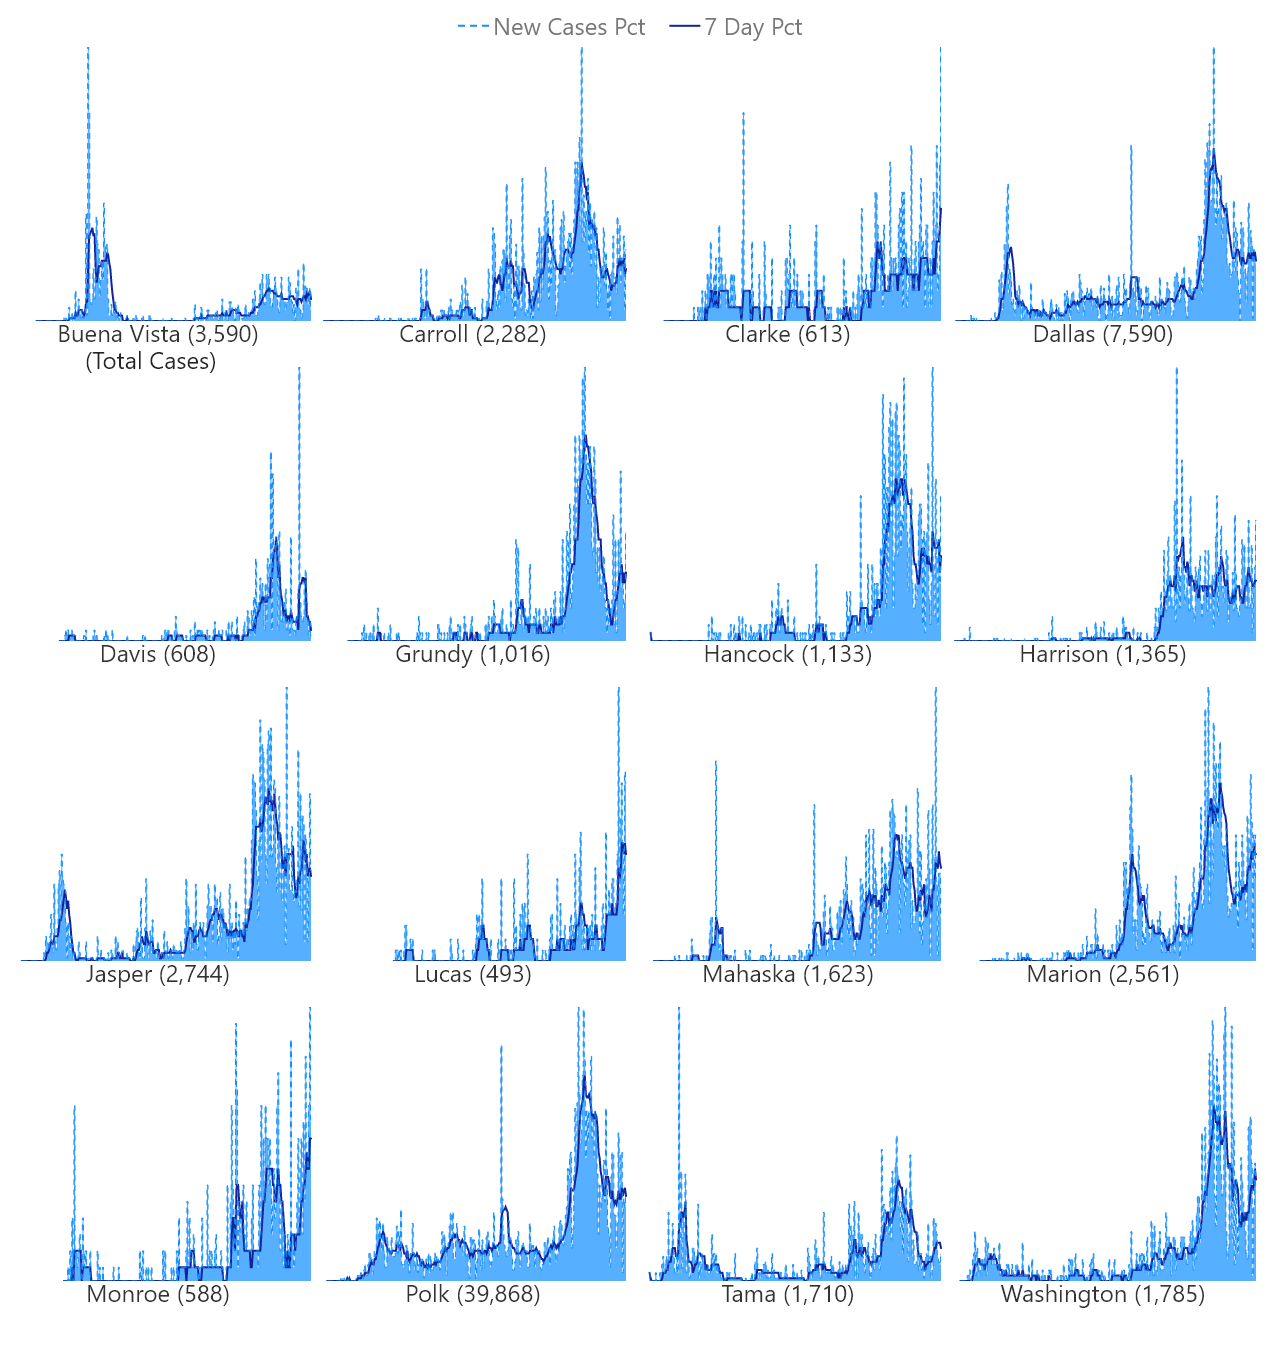 New Cases Pct 7 Day Pct
Buena Vista (3,590) Carroll (2,282) Clarke (613) Dallas (7,590)
(Total Cases)
Davis (608) Grundy (1,016) Hancock (1,133) Harrison (1,365)
Jasper (2,744) Lucas (493) Mahaska (1,623) Marion (2,561)
Monroe (588) Polk (39,868) Tama (1,710) Washington (1,785)